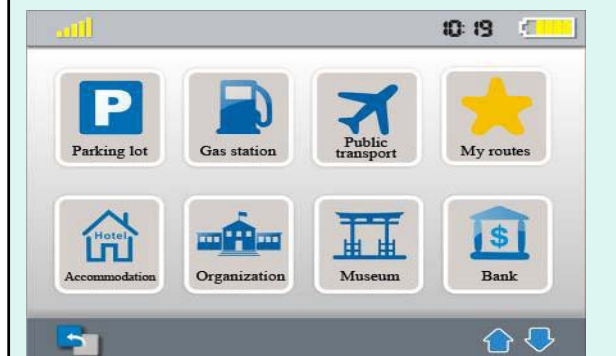 10:19
P
Parking lot
Gas station
Public
transport
My routes
Hotel
Accommodation
Organization
Museum
$
Bank